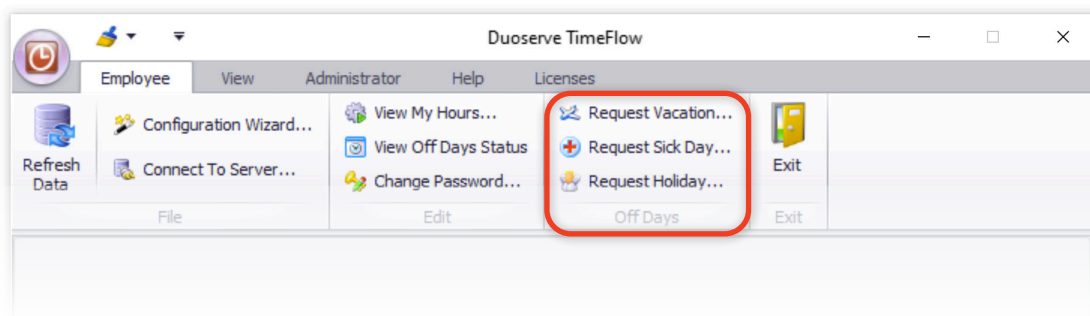 Duoserve TimeFlow
Employee View Administrator Help Licenses
Refresh Data
Configuration Wizard...
Connect To Server...
File
View My Hours...
View Off Days Status
Change Password...
Edit
Request Vacation...
Request Sick Day...
Request Holiday...
Off Days
Exit
Exit